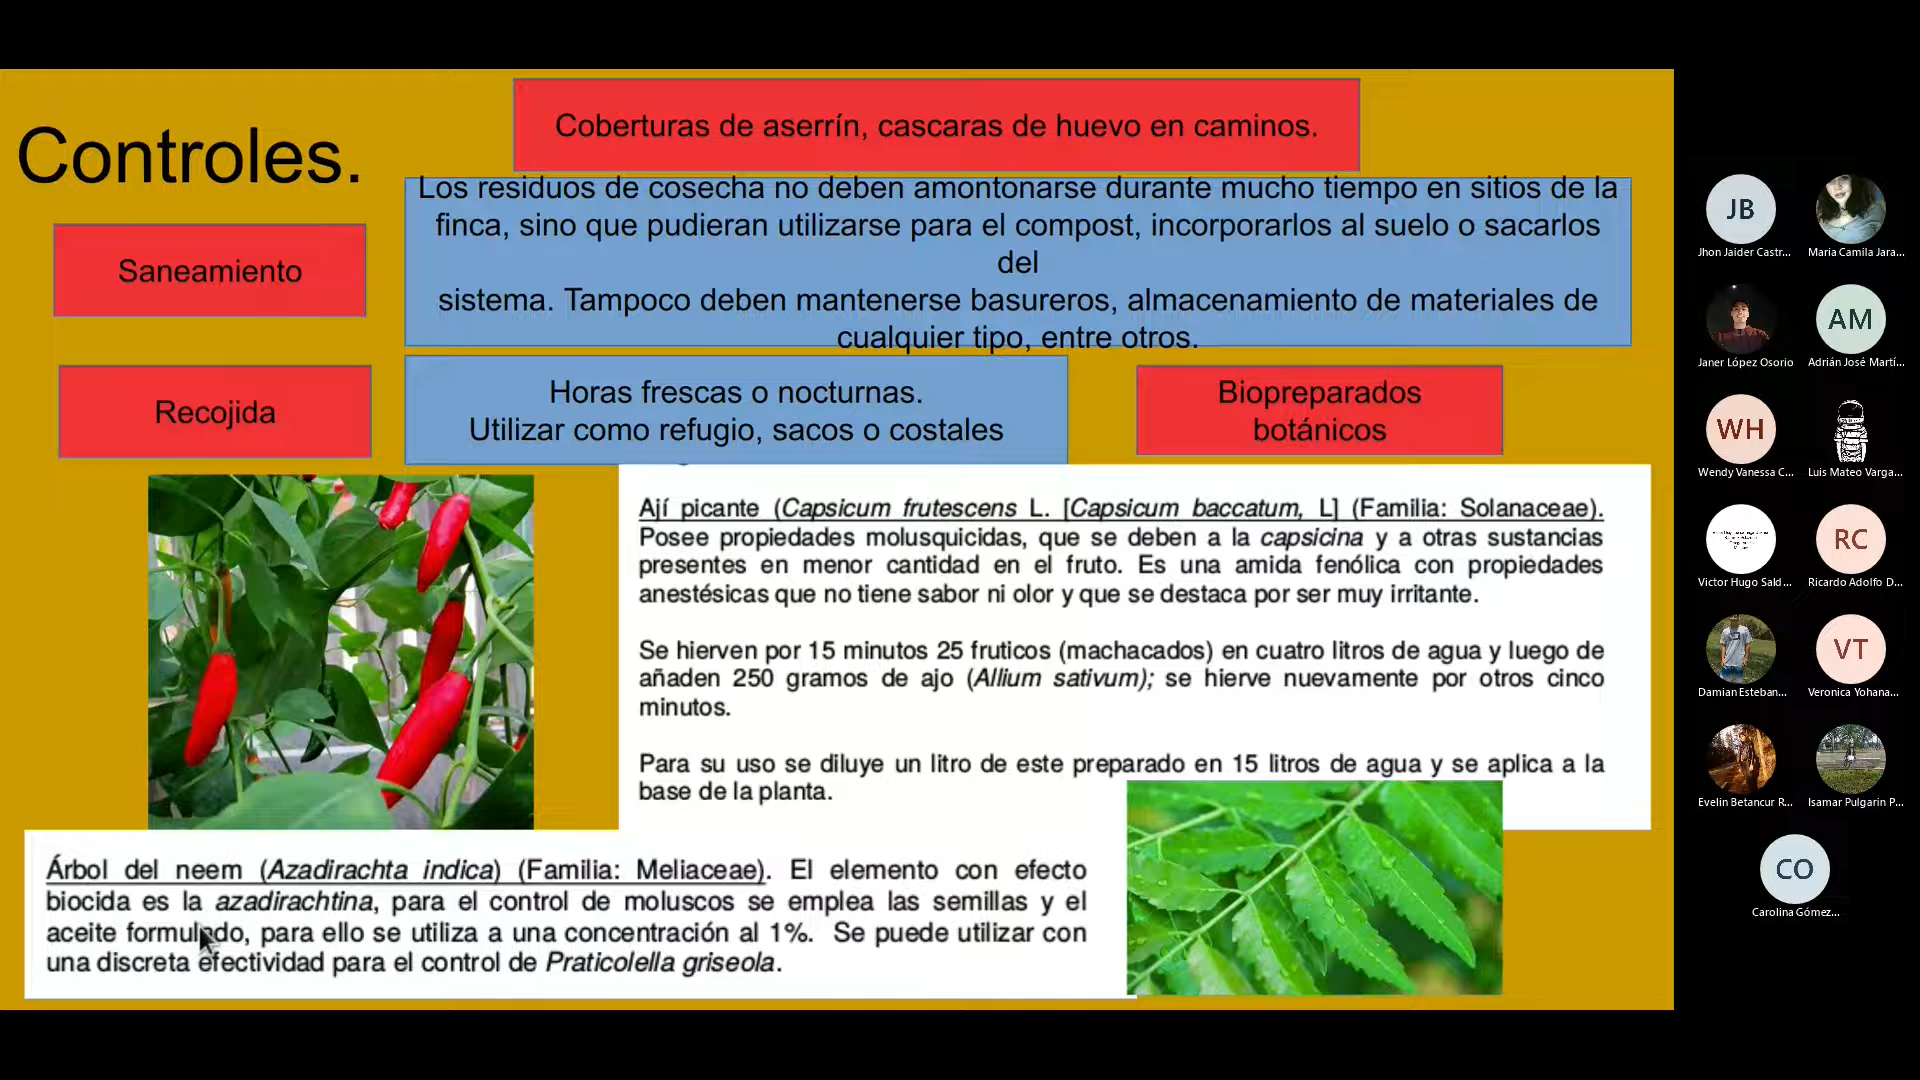 Controles.
Coberturas de aserrín, cascaras de huevo en caminos.
Saneamiento
Los residuos de cosecha no deben amontonarse durante mucho tiempo en sitios de la
finca, sino que pudieran utilizarse para el compost, incorporarlos al suelo o sacarlos
del
sistema. Tampoco deben mantenerse basureros, almacenamiento de materiales de
cualquier tipo, entre otros.
Recojida
Horas frescas o nocturnas.
Utilizar como refugio, sacos o costales
Biopreparados
botánicos
Ají picante (Capsicum frutescens L. [Capsicum baccatum, L] (Familia: Solanaceae).
Posee propiedades molusquicidas, que se deben a la capsicina y a otras sustancias
presentes en menor cantidad en el fruto. Es una amida fenólica con propiedades
anestésicas que no tiene sabor ni olor y que se destaca por ser muy irritante.
Se hierven por 15 minutos 25 fruticos (machacados) en cuatro litros de agua y luego de
añaden 250 gramos de ajo (Allium sativum); se hierve nuevamente por otros cinco
minutos.
Para su uso se diluye un litro de este preparado en 15 litros de agua y se aplica a la
base de la planta.
Árbol del neem (Azadirachta indica) (Familia: Meliaceae). El elemento con efecto
biocida es la azadirachtina, para el control de moluscos se emplea las semillas y el
aceite formulado, para ello se utiliza a una concentración al 1%. Se puede utilizar con
una discreta efectividad para el control de Praticolella griseola.
JB
Jhon Jaider Castr...
Maria Camila Jara...
Janer López Osorio
AM
Adrián José Martí...
WH
Wendy Vanessa C...
Luis Mateo Varga...
Victor Hugo Sald...
RC
Ricardo Adolfo D...
Damian Esteban...
VT
Veronica Yohana...
Evelin Betancur R...
Isamar Pulgarin P...
CO
Carolina Gómez...